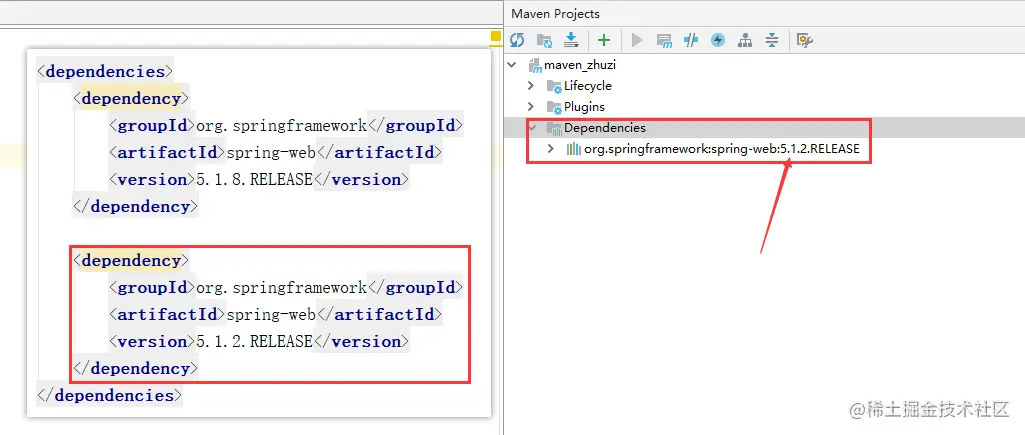 <dependencies>
<dependency>
<groupId>org.springframework</groupId>
<artifactId>spring-web</artifactId>
<version>5.1.8.RELEASE</version>
</dependency>
<dependency>
<groupId>org.springframework</groupId>
<artifactId>spring-web</artifactId>
<version>5.1.2.RELEASE</version>
</dependency>
</dependencies>
Maven Projects
maven_zhuzi
Lifecycle
Plugins
Dependencies
org.springframework:spring-web:5.1.2.RELEASE
@稀土掘金技术社区